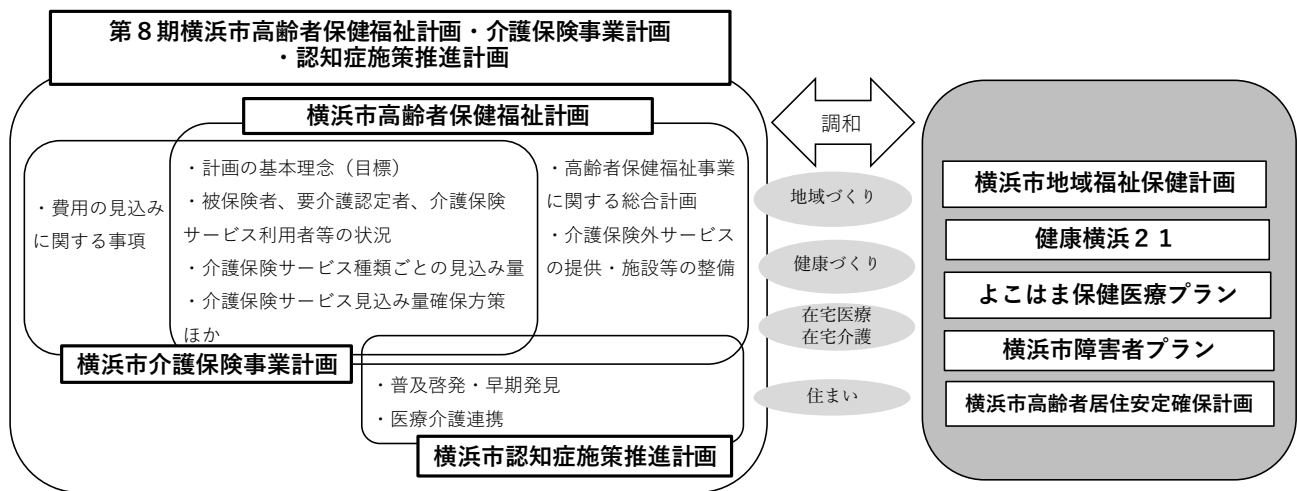 第８期横浜市高齢者保健福祉計画・介護保険事業計画
・認知症施策推進計画
横浜市高齢者保健福祉計画
・費用の見込み
に関する事項
・計画の基本理念（目標）
・被保険者、要介護認定者、介護保険
サービス利用者等の状況
・介護保険サービス種類ごとの見込み量
・介護保険サービス見込み量確保方策
ほか
・高齢者保健福祉事業
に関する総合計画
・介護保険外サービス
の提供・施設等の整備
横浜市介護保険事業計画
・普及啓発・早期発見
・医療介護連携
横浜市認知症施策推進計画
調和
地域づくり
健康づくり
在宅医療
在宅介護
住まい
横浜市地域福祉保健計画
健康横浜２１
よこはま保健医療プラン
横浜市障害者プラン
横浜市高齢者居住安定確保計画